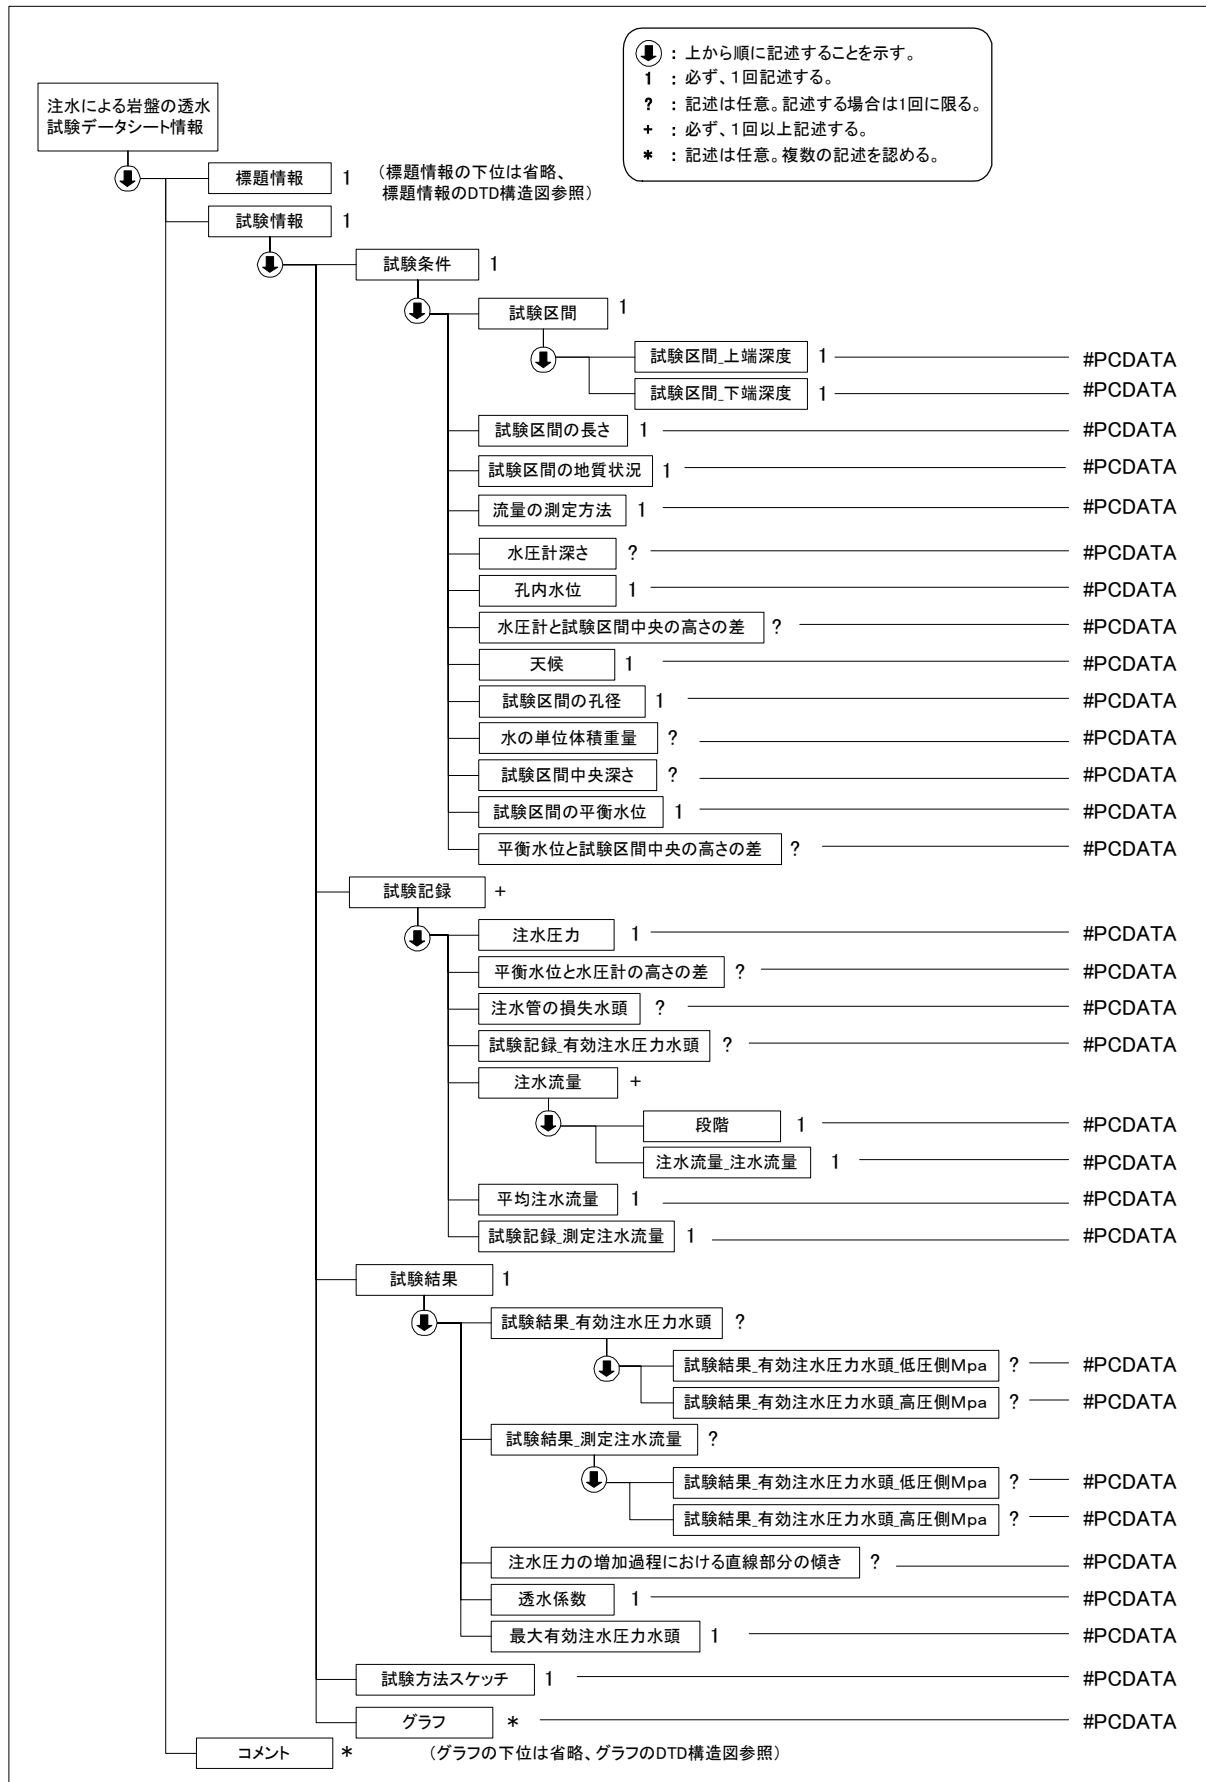 : 上から順に記述することを示す。
1 : 必ず、1回記述する。
? : 記述は任意。記述する場合は1回に限る。
+ : 必ず、1回以上記述する。
* : 記述は任意。複数の記述を認める。
注水による岩盤の透水
試験データシート情報
標題情報 1 (標題情報の下位は省略、
標題情報のDTD構造図参照)
試験情報 1
試験条件 1
試験区間 1
試験区間_上端深度 1 #PCDATA
試験区間_下端深度 1 #PCDATA
試験区間の長さ 1 #PCDATA
試験区間の地質状況 1 #PCDATA
流量の測定方法 1 #PCDATA
水圧計深さ ? #PCDATA
孔内水位 1 #PCDATA
水圧計と試験区間中央の高さの差 ? #PCDATA
天候 1 #PCDATA
試験区間の孔径 1 #PCDATA
水の単位体積重量 ? #PCDATA
試験区間中央深さ ? #PCDATA
試験区間の平衡水位 1 #PCDATA
平衡水位と試験区間中央の高さの差 ? #PCDATA
試験記録 +
注水圧力 1 #PCDATA
平衡水位と水圧計の高さの差 ? #PCDATA
注水管の損失水頭 ? #PCDATA
試験記録_有効注水圧力水頭 ? #PCDATA
注水流量 +
段階 1 #PCDATA
注水流量_注水流量 1 #PCDATA
平均注水流量 1 #PCDATA
試験記録_測定注水流量 1 #PCDATA
試験結果 1
試験結果_有効注水圧力水頭 ?
試験結果_有効注水圧力水頭_低圧側Mpa ? #PCDATA
試験結果_有効注水圧力水頭_高圧側Mpa ? #PCDATA
試験結果_測定注水流量 ?
試験結果_有効注水圧力水頭_低圧側Mpa ? #PCDATA
試験結果_有効注水圧力水頭_高圧側Mpa ? #PCDATA
注水圧力の増加過程における直線部分の傾き ? #PCDATA
透水係数 1 #PCDATA
最大有効注水圧力水頭 1 #PCDATA
試験方法スケッチ 1 #PCDATA
グラフ * #PCDATA
コメント * (グラフの下位は省略、グラフのDTD構造図参照)